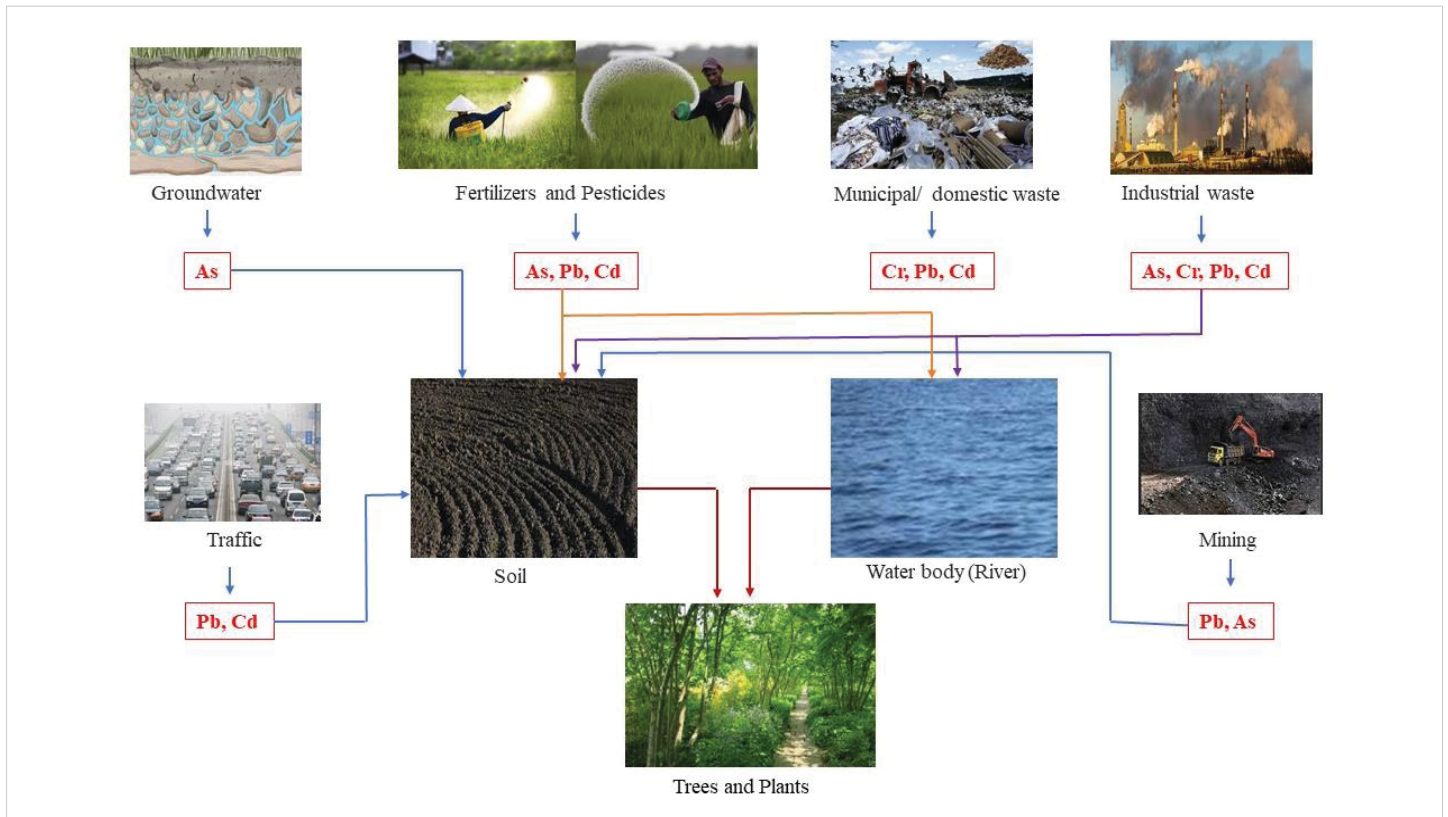 Groundwater
Fertilizers and Pesticides
Municipal/ domestic waste
Industrial waste
As
As, Pb, Cd
Cr, Pb, Cd
As, Cr, Pb, Cd
Traffic
Soil
Water body (River)
Mining
Pb, Cd
Pb, As
Trees and Plants